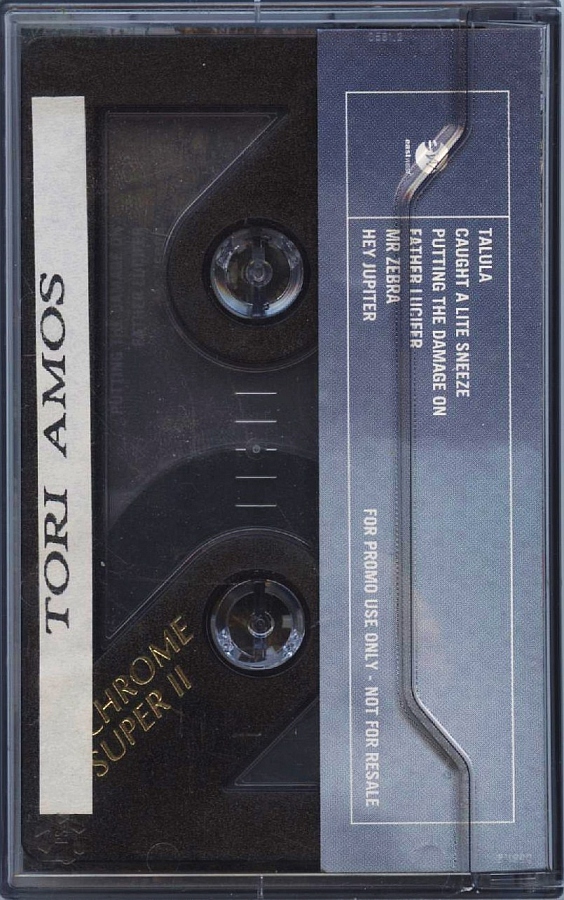 TORI AMOS
CHROME
SUPER II
eastwest
TALULA
CAUGHT A LITE SNEEZE
PUTTING THE DAMAGE ON
FATHER LUCIFER
MR ZEBRA
HEY JUPITER
FOR PROMO USE ONLY - NOT FOR RESALE